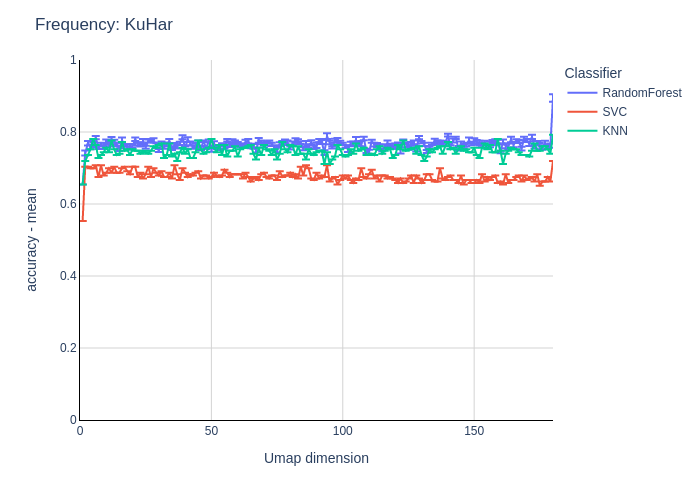 Frequency: KuHar
Classifier
RandomForest
SVC
KNN
accuracy - mean
1
0.8
0.6
0.4
0.2
0
0
50
100
150
Umap dimension